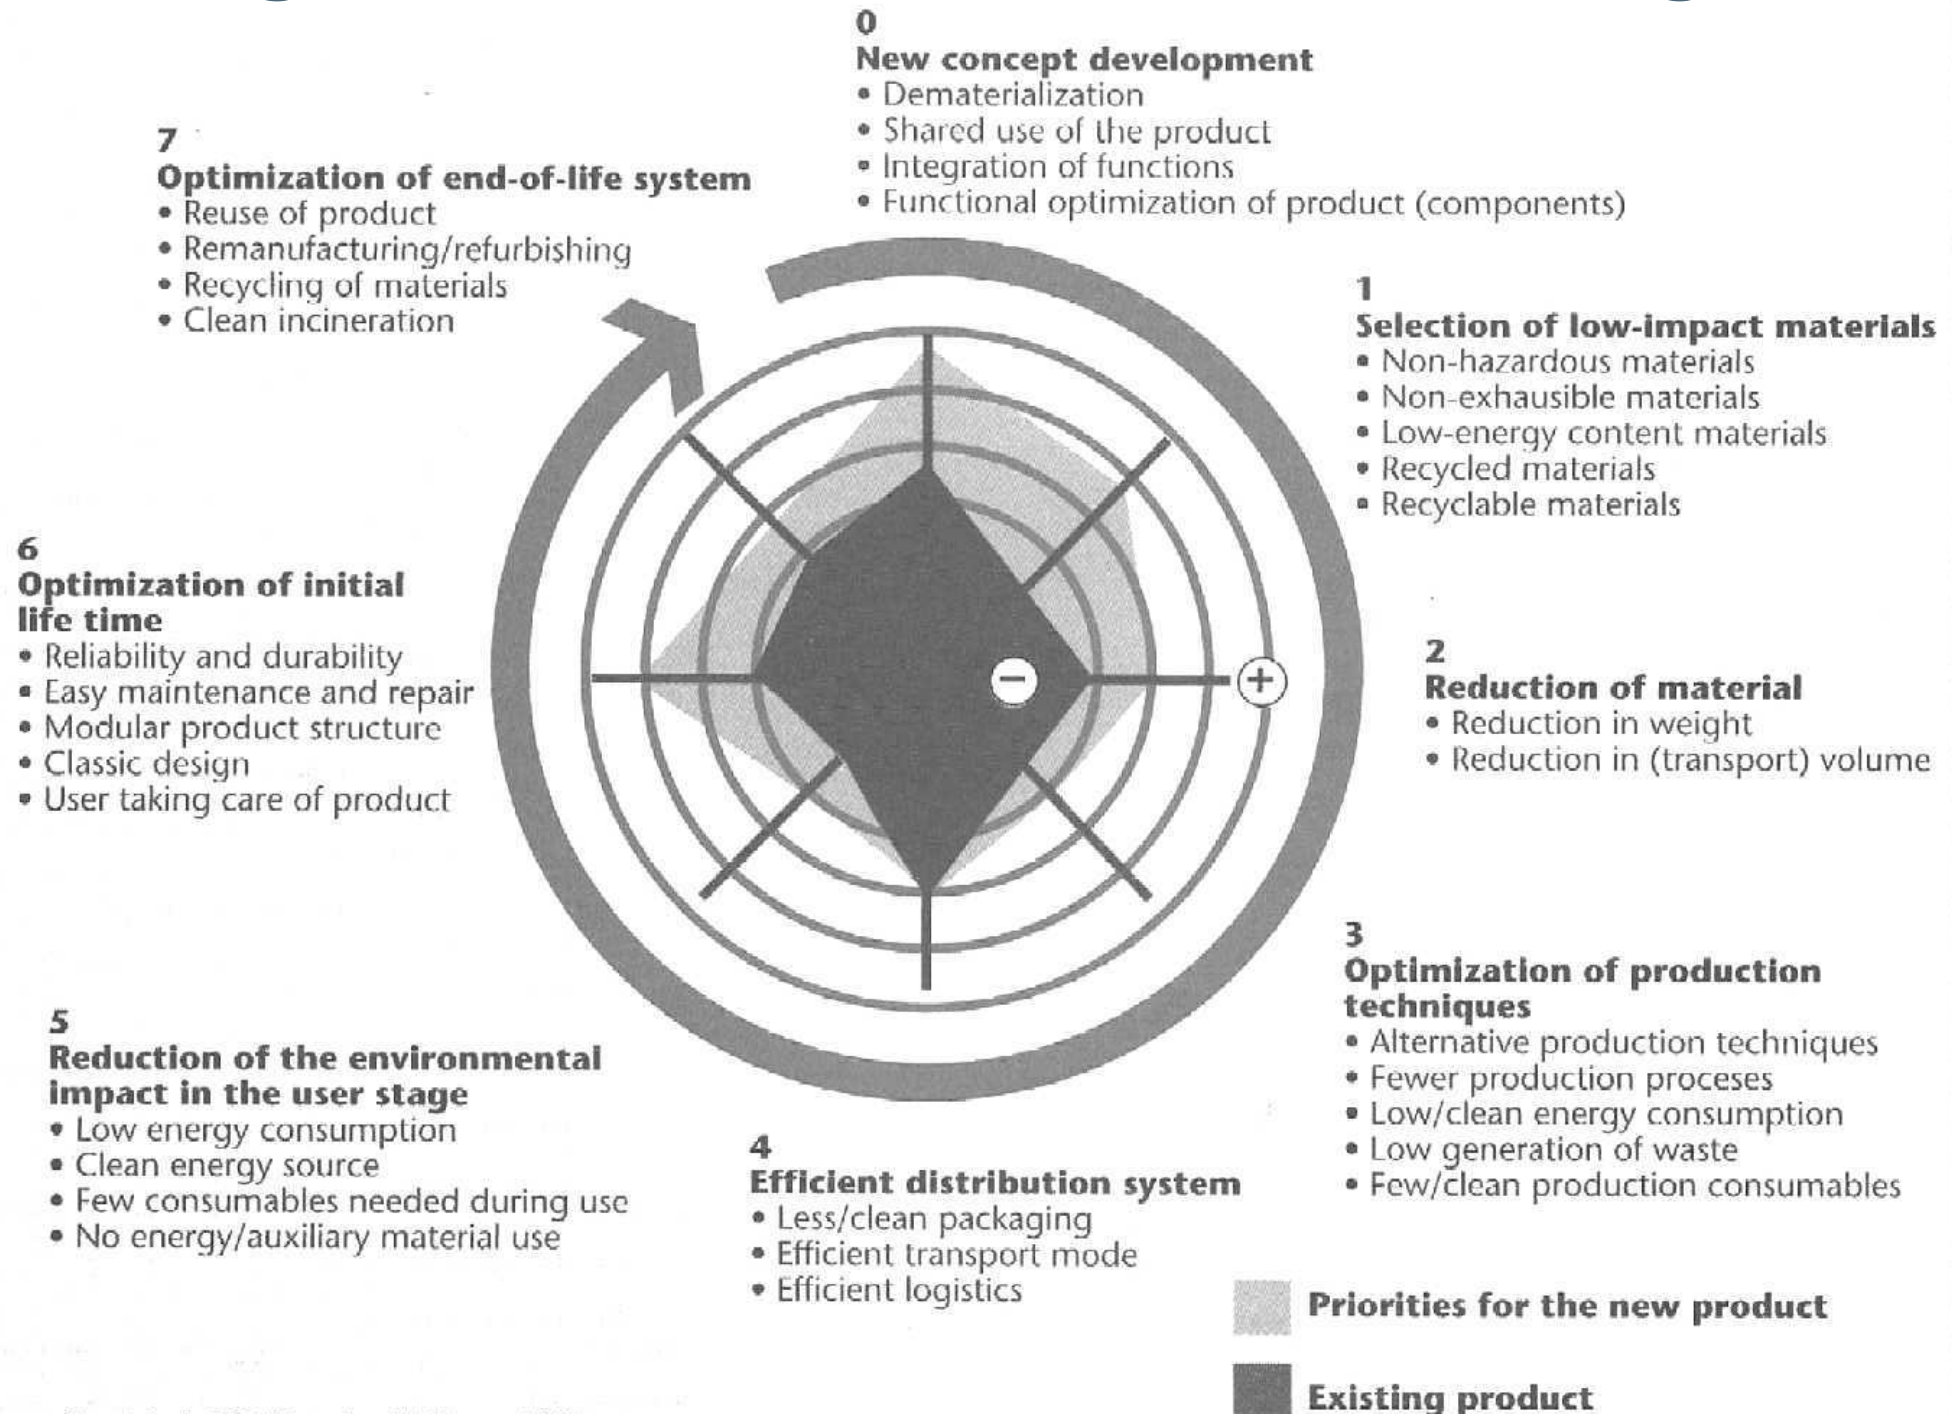 0
New concept development
• Dematerialization
• Shared use of the product
• Integration of functions
• Functional optimization of product (components)
1
Selection of low-impact materials
• Non-hazardous materials
• Non-exhausible materials
• Low-energy content materials
• Recycled materials
• Recyclable materials
2
Reduction of material
• Reduction in weight
• Reduction in (transport) volume
3
Optimization of production
techniques
• Alternative production techniques
• Fewer production proceses
• Low/clean energy consumption
• Low generation of waste
• Few/clean production consumables
4
Efficient distribution system
• Less/clean packaging
• Efficient transport mode
• Efficient logistics
5
Reduction of the environmental
impact in the user stage
• Low energy consumption
• Clean energy source
• Few consumables needed during use
• No energy/auxiliary material use
6
Optimization of initial
life time
• Reliability and durability
• Easy maintenance and repair
• Modular product structure
• Classic design
• User taking care of product
7
Optimization of end-of-life system
• Reuse of product
• Remanufacturing/refurbishing
• Recycling of materials
• Clean incineration
− +
Priorities for the new product
Existing product